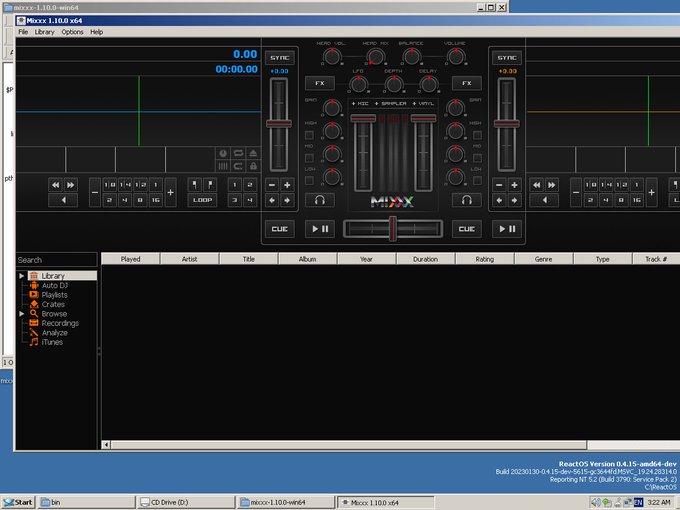 mixxx-1.10.0-win64
Mixxx 1.10.0 x64
File Library Options Help
0.00
00:00.00
SYNC
+0.00
HEAD VOL. HEAD MIX BALANCE VOLUME
LFO DEPTH DELAY
FX FX
SYNC
+0.00
+ MIC + SAMPLER + VINYL
GAIN GAIN
HIGH HIGH
MID MID
LOW LOW
MIXXX
1/8 1/4 1/2 1 1/8 1/4 1/2 1
2 4 8 16 2 4 8 16
LOOP
1 2
3 4
LOOP
CUE CUE
Search
Played Artist Title Album Year Duration Rating Genre Type Track #
Library
Auto DJ
Playlists
Crates
Browse
Recordings
Analyze
iTunes
ReactOS Version 0.4.15-amd64-dev
Build 20230130-0.4.15-dev-5615-gc3644fd.MSVC_19.24.28314.0
Reporting NT 5.2 (Build 3790: Service Pack 2)
C:\ReactOS
Start bin CD Drive (D:) mixxx-1.10.0-win64 Mixxx 1.10.0 x64 EN 3:22 AM